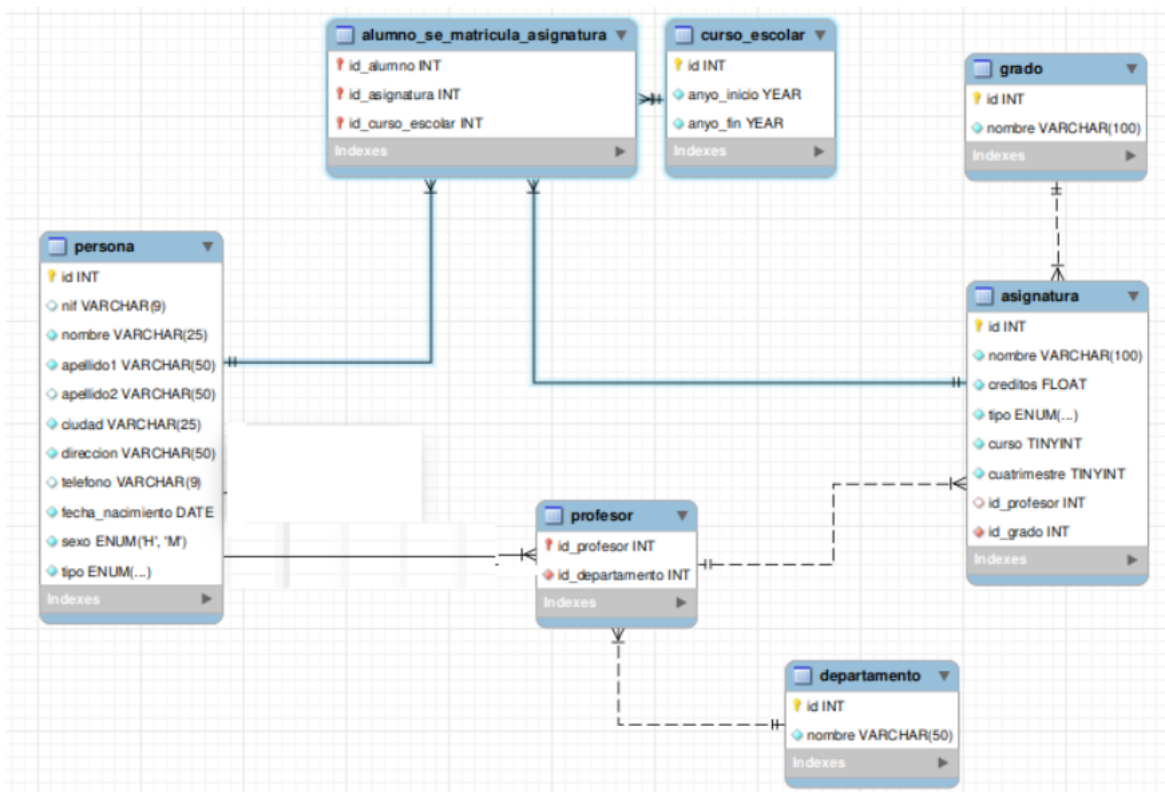 alumno_se_matricula_asignatura
id_alumno INT
id_asignatura INT
id_curso_escolar INT
Indexes
curso_escolar
id INT
anyo_inicio YEAR
anyo_fin YEAR
Indexes
grado
id INT
nombre VARCHAR(100)
Indexes
persona
id INT
nif VARCHAR(9)
nombre VARCHAR(25)
apellido1 VARCHAR(50)
apellido2 VARCHAR(50)
ciudad VARCHAR(25)
direccion VARCHAR(50)
telefono VARCHAR(9)
fecha_nacimiento DATE
sexo ENUM('H', 'M')
tipo ENUM(...)
Indexes
asignatura
id INT
nombre VARCHAR(100)
creditos FLOAT
tipo ENUM(...)
curso TINYINT
cuatrimestre TINYINT
id_profesor INT
id_grado INT
Indexes
profesor
id_profesor INT
id_departamento INT
Indexes
departamento
id INT
nombre VARCHAR(50)
Indexes